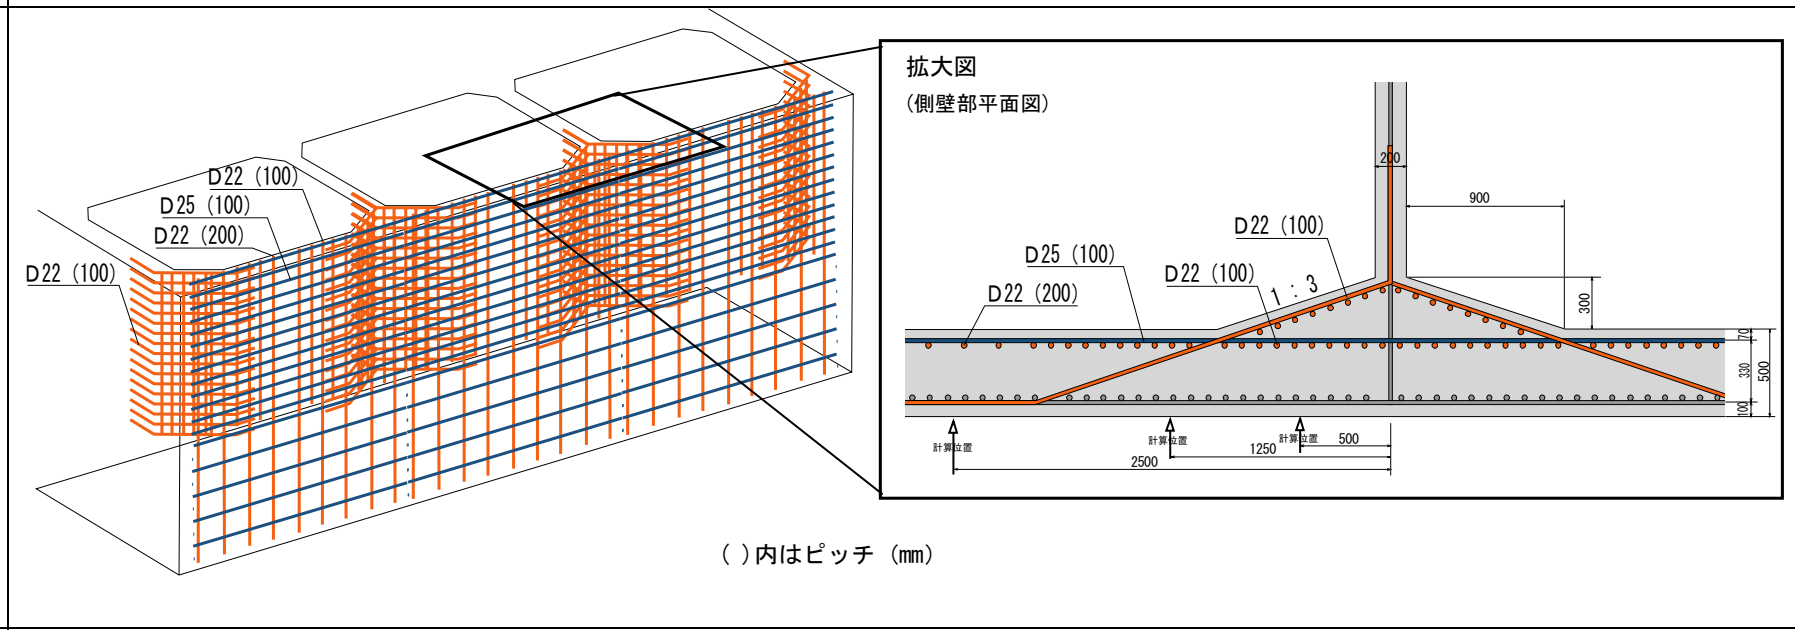 D22 (100)
D25 (100)
D22 (200)
D22 (100)
拡大図
(側壁部平面図)
200
900
D22 (100)
D25 (100)
D22 (100)
D22 (200)
1 : 3
300
70
330
500
100
計算位置
計算位置
計算位置
500
1250
2500
( )内はピッチ (mm)